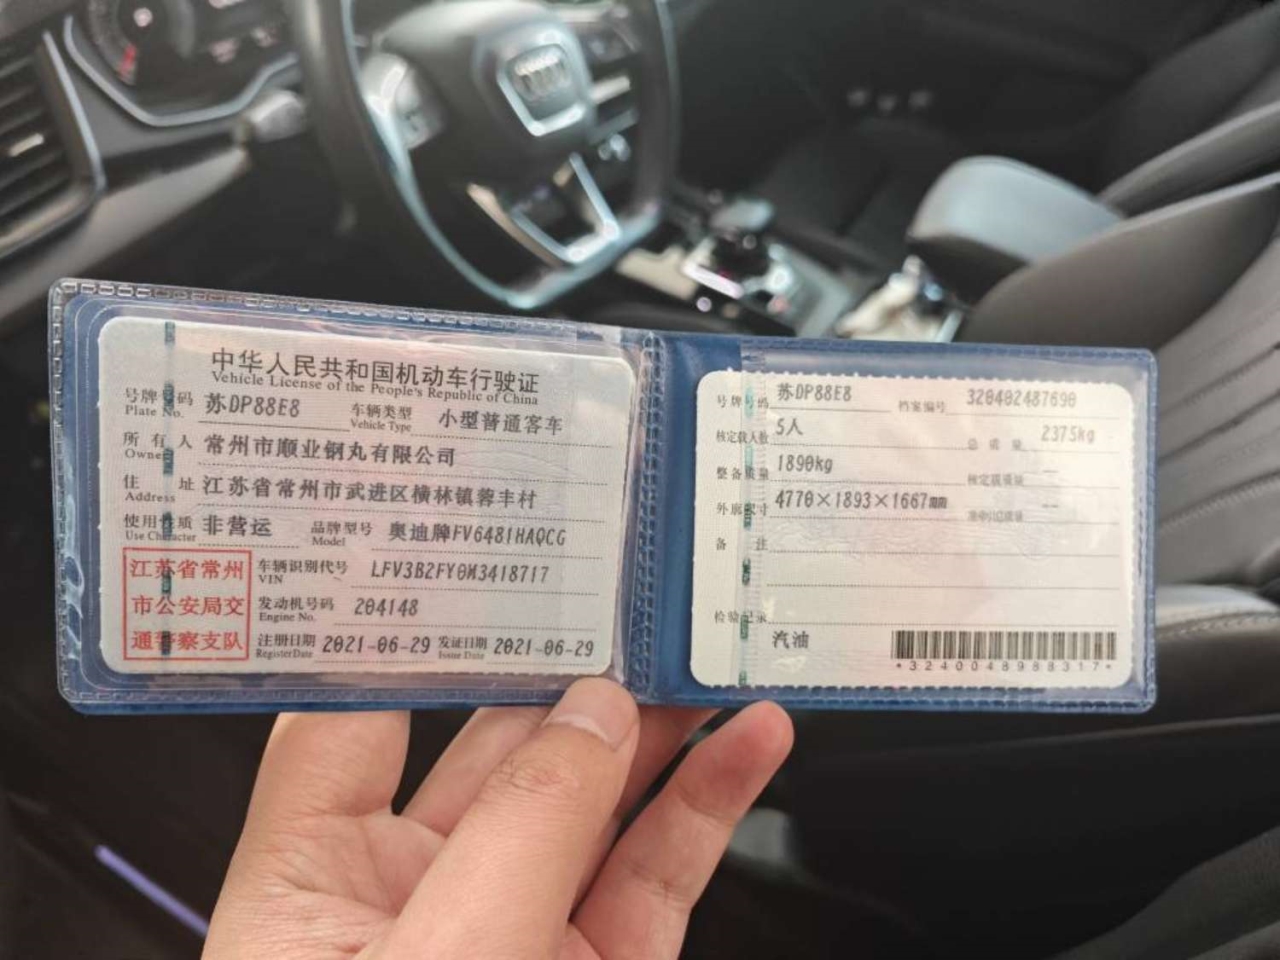 中华人民共和国机动车行驶证
Vehicle License of the People's Republic of China
号牌号码 苏DP88E8 车辆类型 小型普通客车
Plate No. Vehicle Type
所有人 常州市顺业钢丸有限公司
Owner
住址 江苏省常州市武进区横林镇蓉丰村
Address
使用性质 非营运 品牌型号 奥迪牌FV6481HAQCG
Use Character Model
江苏省常州
市公安局交
通警察支队
车辆识别代号 LFV3B2FY0M3418717
VIN
发动机号码 204148
Engine No.
注册日期 2021-06-29 发证日期 2021-06-29
Register Date Issue Date
号牌号码 苏DP88E8 档案编号 320402487690
核定载人数 5人 总质量 2375kg
整备质量 1890kg 核定载质量 --
外廓尺寸 4770×1893×1667 --
备注
检验记录
汽油
*3240048988317*